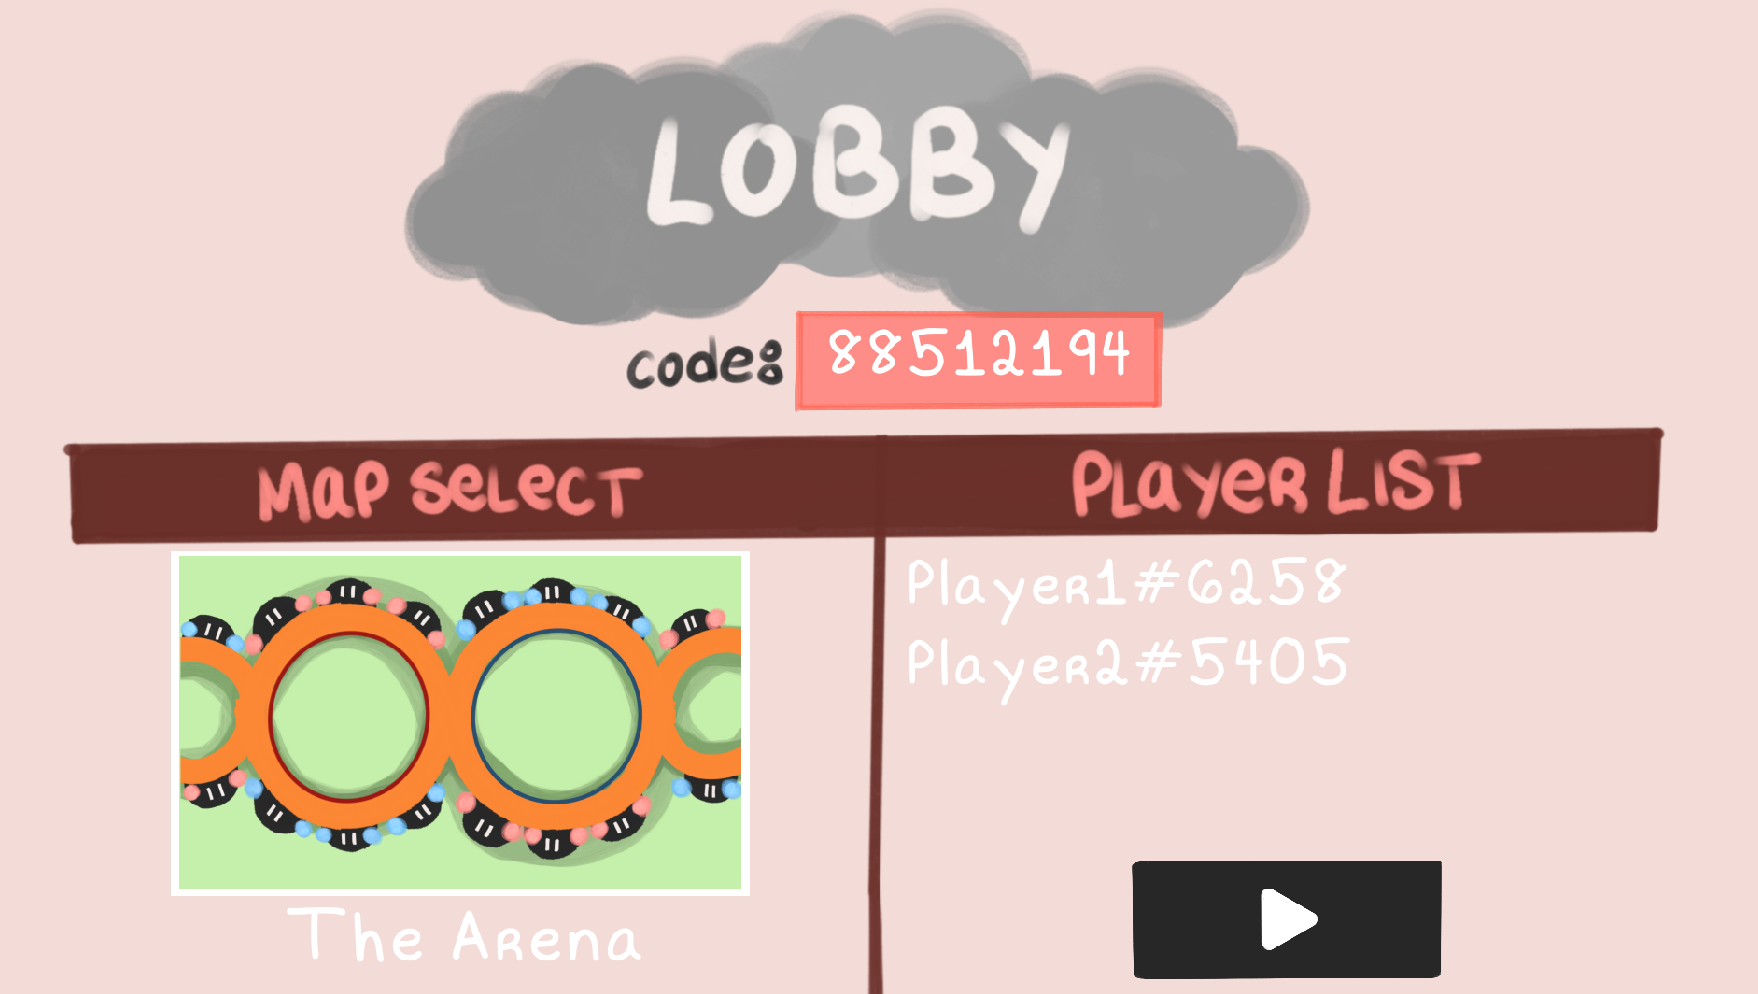 LOBBY
code: 88512194
Map Select
Player List
Player1#6258
Player2#5405
The Arena